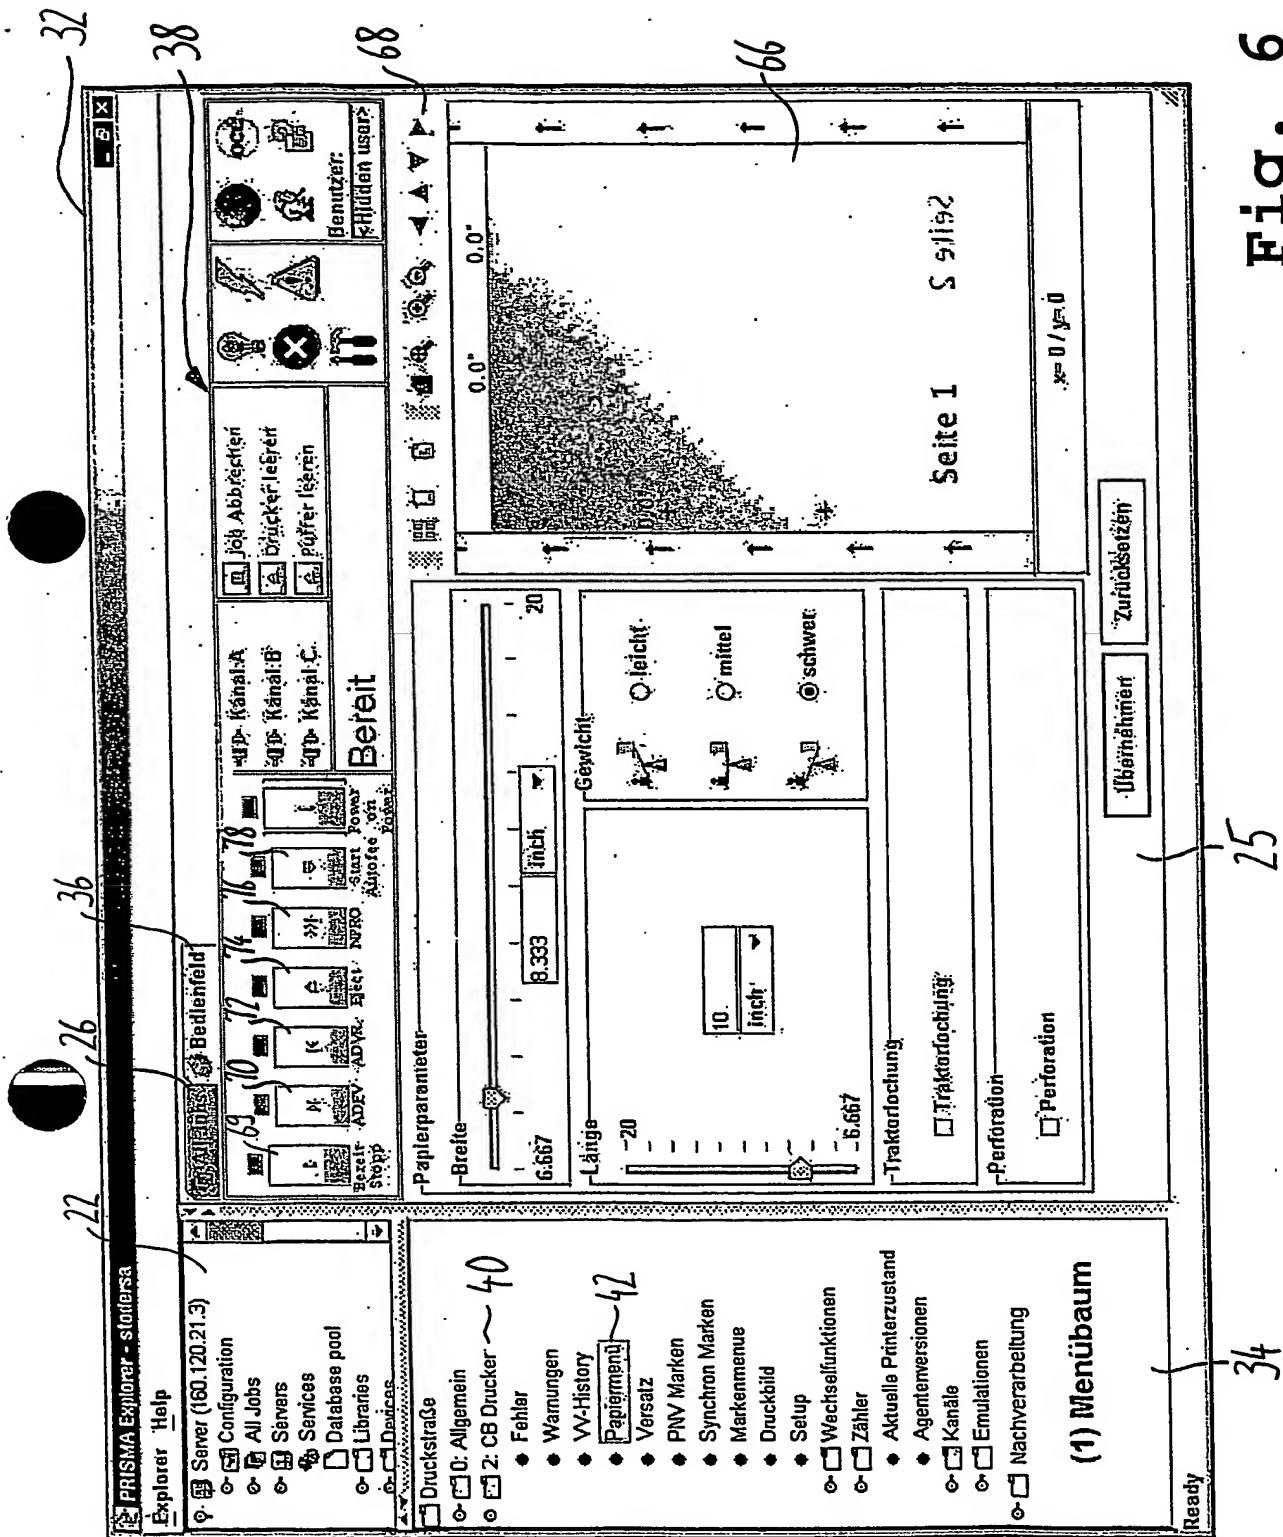 PRISMA Explorer - stodersa
Explorer Help
Server (160.120.21.3)
Configuration
All Jobs
Servers
Services
Database pool
Libraries
Devices
Druckstraße
0: Allgemein
2: CB Drucker
Fehler
Warnungen
VV-History
Papiermenü
Versatz
PNV Marken
Synchron Marken
Markenmenue
Druckbild
Setup
Wechselfunktionen
Zähler
Aktuelle Printerzustand
Agentenversionen
Kanäle
Emulationen
Nachverarbeitung
(1) Menübaum
Ready
Bedienfeld
Stopp
ADFV
ADVR
Eject
NPRO
Start
Autofee
Power
on
Power
Kanal A
Kanal B
Kanal C
Bereit
Job Abbrechen
Drucker leeren
Puffer leeren
OCE
Benutzer:
<Hidden user>
Papierparameter
Breite
6.667
20
8.333
inch
Länge
20
6.667
10.
inch
Gewicht
leicht
mittel
schwer
Traktorlochung
Traktorlochung
Perforation
Perforation
0.0"
0.0"
Seite 1
Seite 2
x= 0 / y= 0
Übernehmen
Zurücksetzen
22
26
36
32
38
68
66
69
70
72
74
76
78
40
42
34
25
Fig. 6